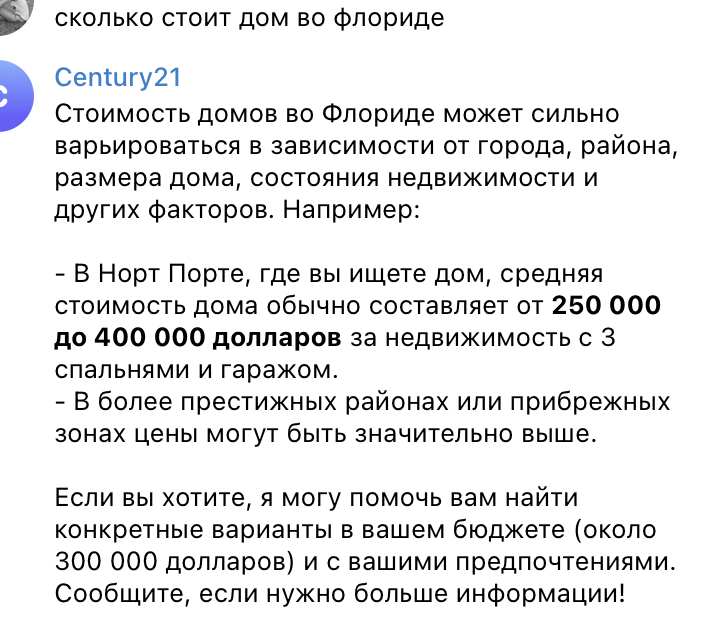 сколько стоит дом во флориде
Century21
Стоимость домов во Флориде может сильно
варьироваться в зависимости от города, района,
размера дома, состояния недвижимости и
других факторов. Например:
- В Норт Порте, где вы ищете дом, средняя
стоимость дома обычно составляет от 250 000
до 400 000 долларов за недвижимость с 3
спальнями и гаражом.
- В более престижных районах или прибрежных
зонах цены могут быть значительно выше.
Если вы хотите, я могу помочь вам найти
конкретные варианты в вашем бюджете (около
300 000 долларов) и с вашими предпочтениями.
Сообщите, если нужно больше информации!